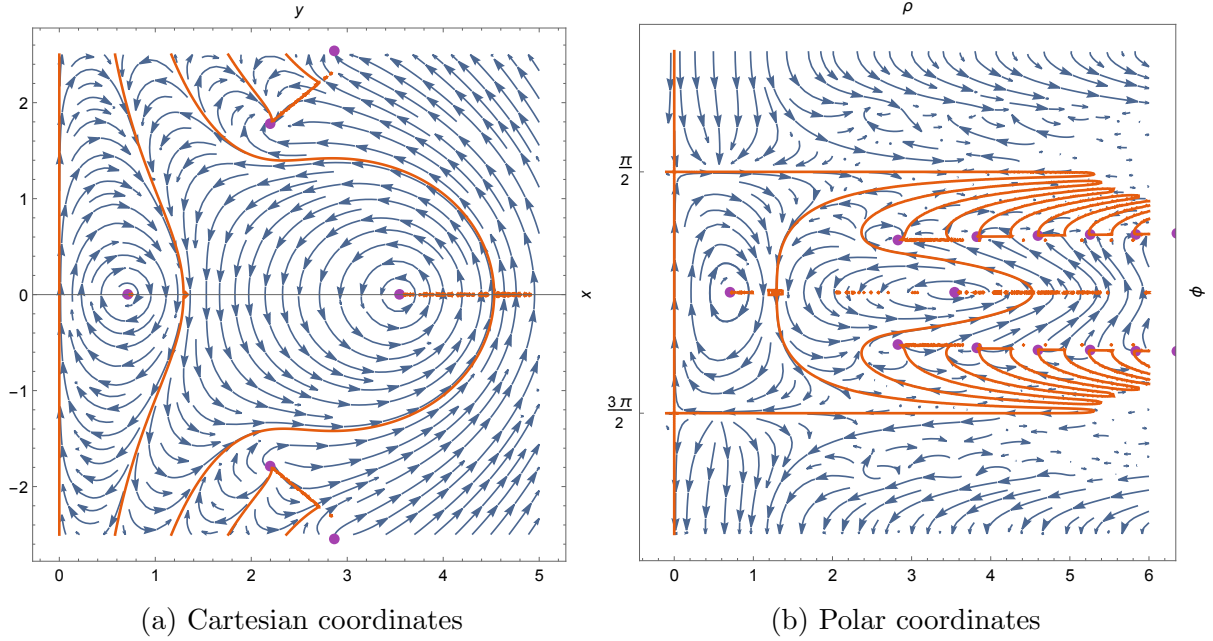 y
2
1
0
−1
−2
x
0 1 2 3 4 5
(a) Cartesian coordinates
ρ
π/2
3π/2
ϕ
0 1 2 3 4 5 6
(b) Polar coordinates